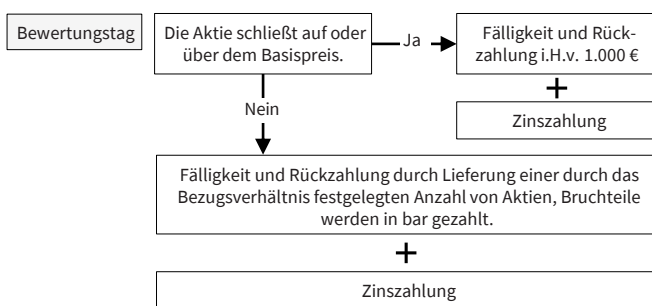 Bewertungstag
Die Aktie schließt auf oder
über dem Basispreis.
Ja
Fälligkeit und Rück-
zahlung i.H.v. 1.000 €
+
Zinszahlung
Nein
Fälligkeit und Rückzahlung durch Lieferung einer durch das
Bezugsverhältnis festgelegten Anzahl von Aktien, Bruchteile
werden in bar gezahlt.
+
Zinszahlung